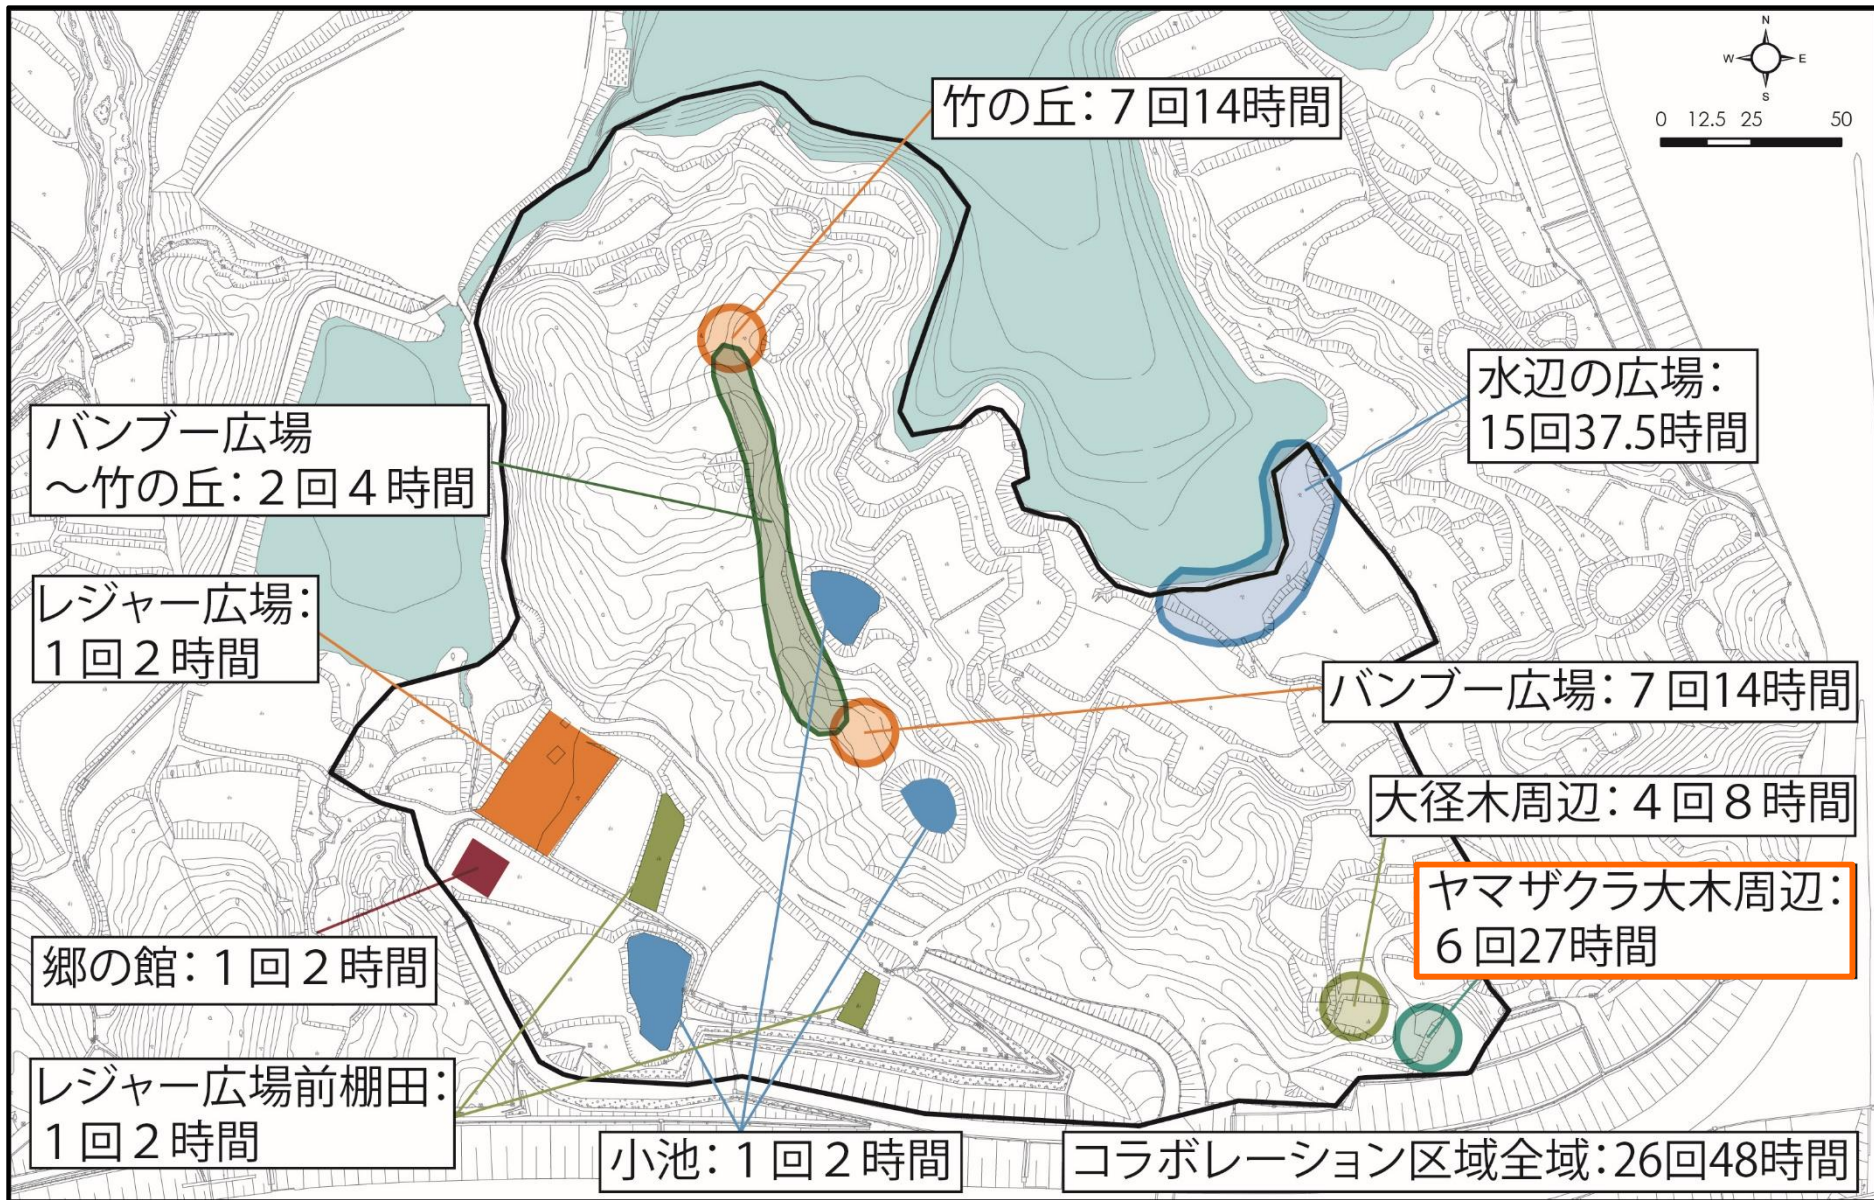 N
W E
S
0 12.5 25 50
竹の丘：７回14時間
水辺の広場：
15回37.5時間
バンブー広場
～竹の丘：２回４時間
レジャー広場：
１回２時間
バンブー広場：７回14時間
大径木周辺：４回８時間
ヤマザクラ大木周辺：
６回27時間
郷の館：１回２時間
レジャー広場前棚田：
１回２時間
小池：１回２時間
コラボレーション区域全域：26回48時間